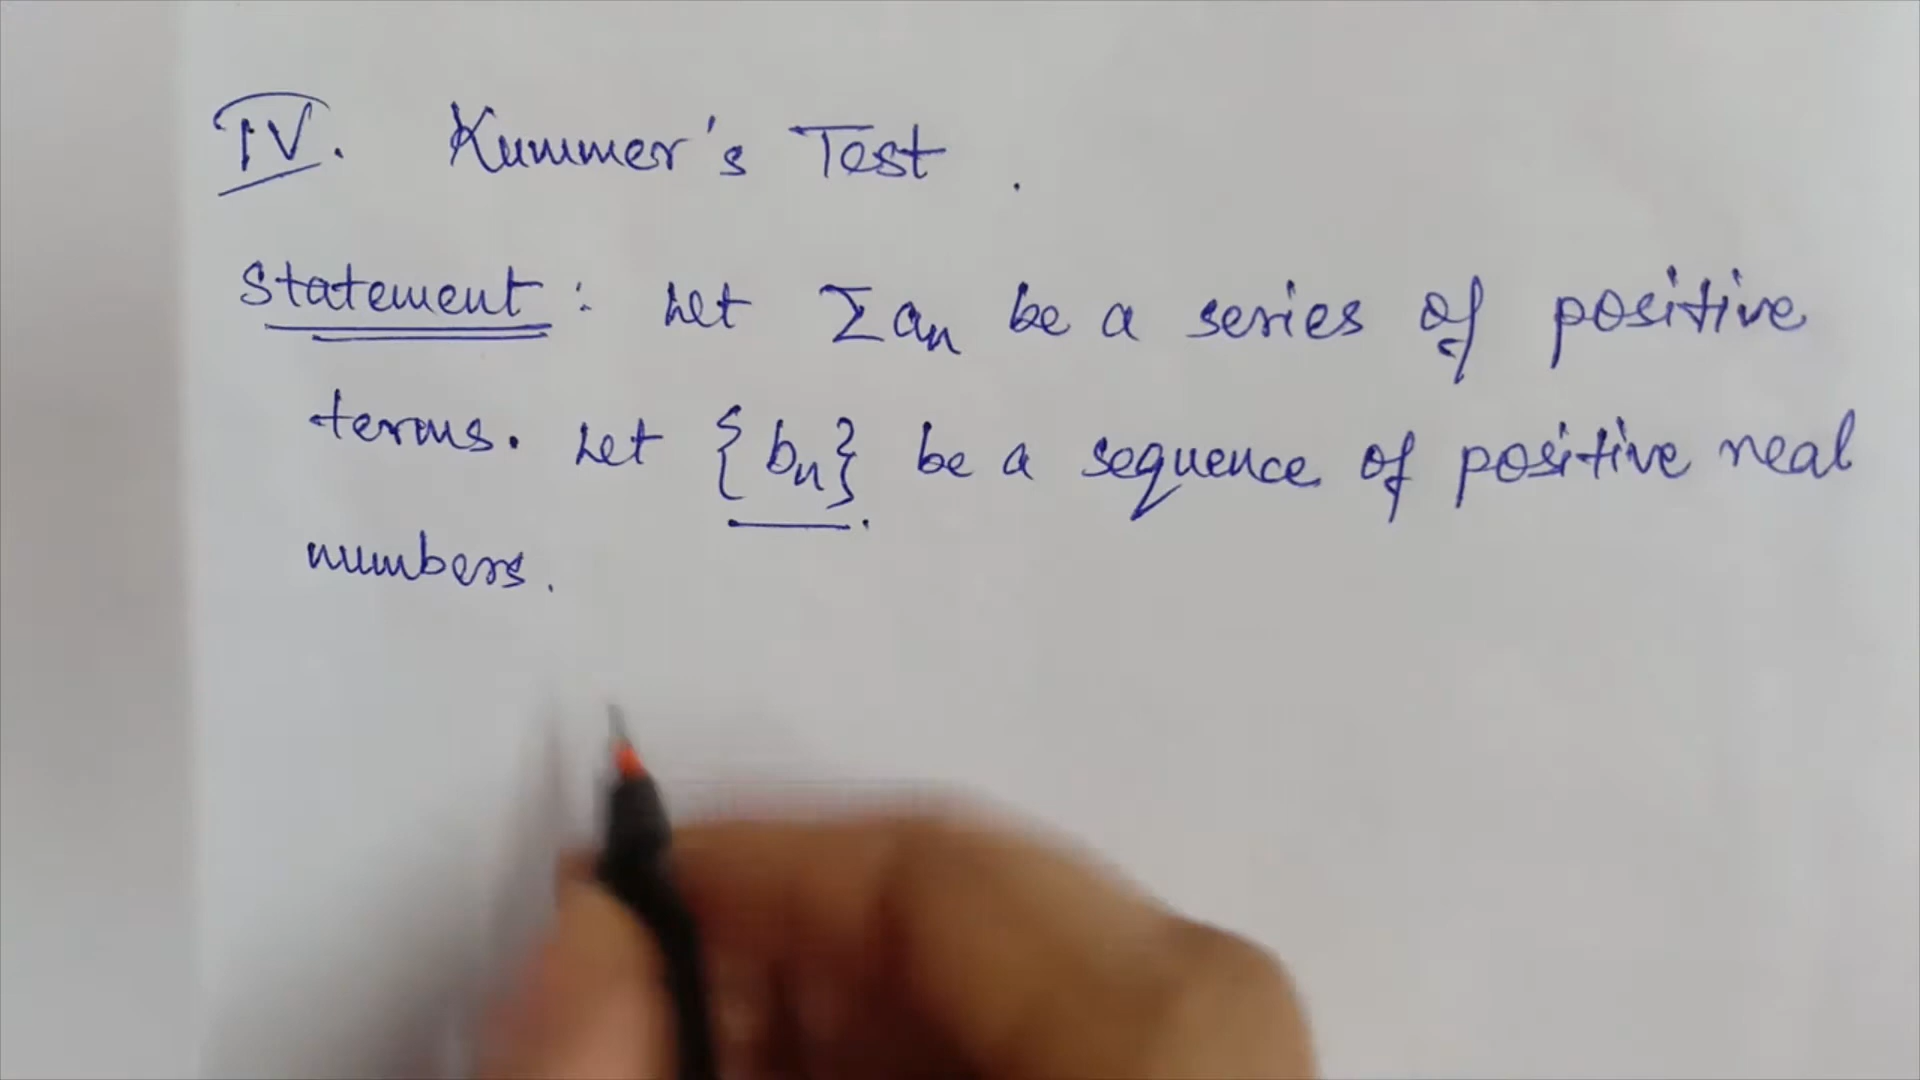 IV. Kummer's Test.
Statement: Let Σan be a series of positive
terms. Let {bn} be a sequence of positive real
numbers.